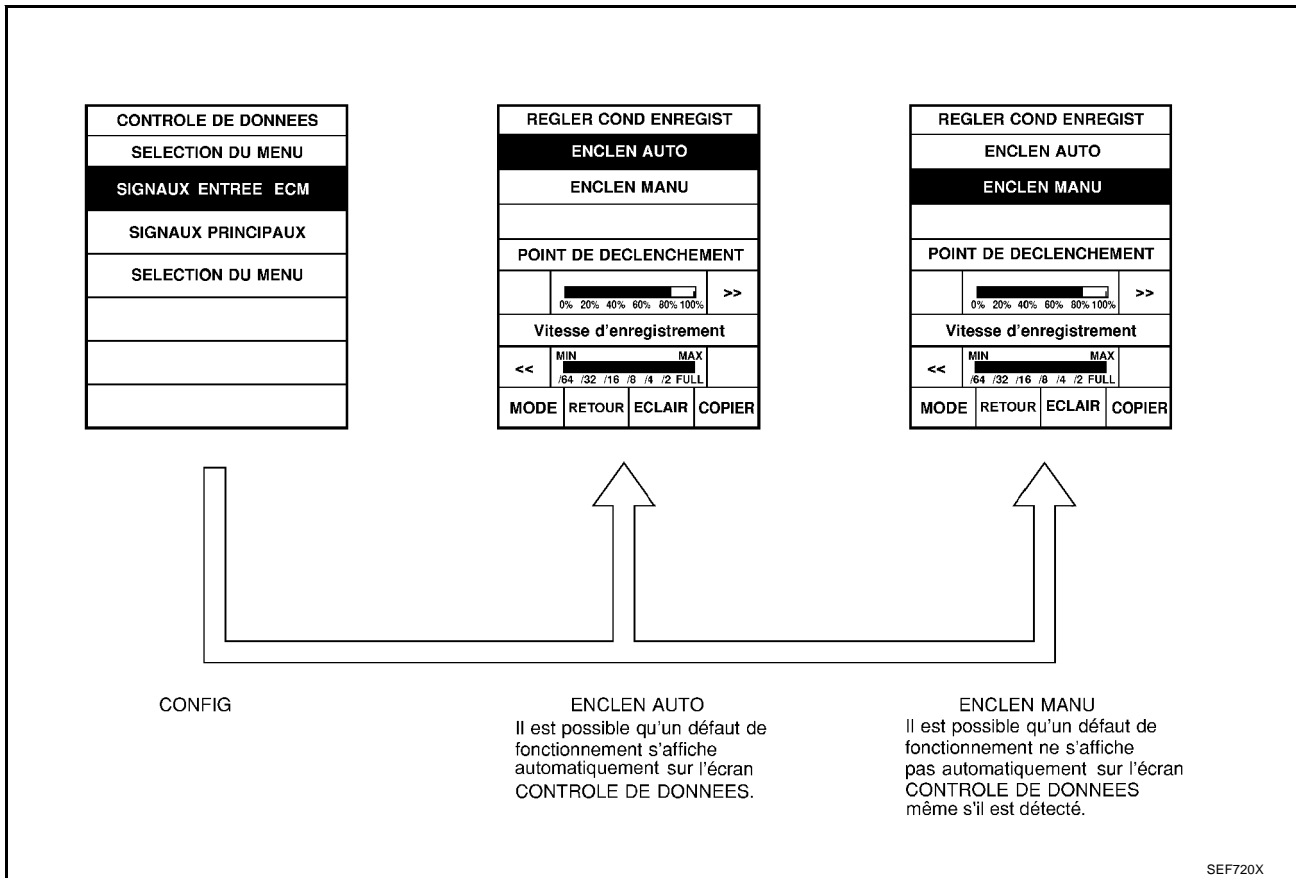 CONTROLE DE DONNEES
SELECTION DU MENU
SIGNAUX ENTREE ECM
SIGNAUX PRINCIPAUX
SELECTION DU MENU
REGLER COND ENREGIST
ENCLEN AUTO
ENCLEN MANU
POINT DE DECLENCHEMENT
>>
0% 20% 40% 60% 80% 100%
Vitesse d'enregistrement
MIN MAX
<<
/64 /32 /16 /8 /4 /2 FULL
MODE RETOUR ECLAIR COPIER
REGLER COND ENREGIST
ENCLEN AUTO
ENCLEN MANU
POINT DE DECLENCHEMENT
>>
0% 20% 40% 60% 80% 100%
Vitesse d'enregistrement
MIN MAX
<<
/64 /32 /16 /8 /4 /2 FULL
MODE RETOUR ECLAIR COPIER
CONFIG
ENCLEN AUTO
Il est possible qu'un défaut de
fonctionnement s'affiche
automatiquement sur l'écran
CONTROLE DE DONNEES.
ENCLEN MANU
Il est possible qu'un défaut de
fonctionnement ne s'affiche
pas automatiquement sur l'écran
CONTROLE DE DONNEES
même s'il est détecté.
SEF720X